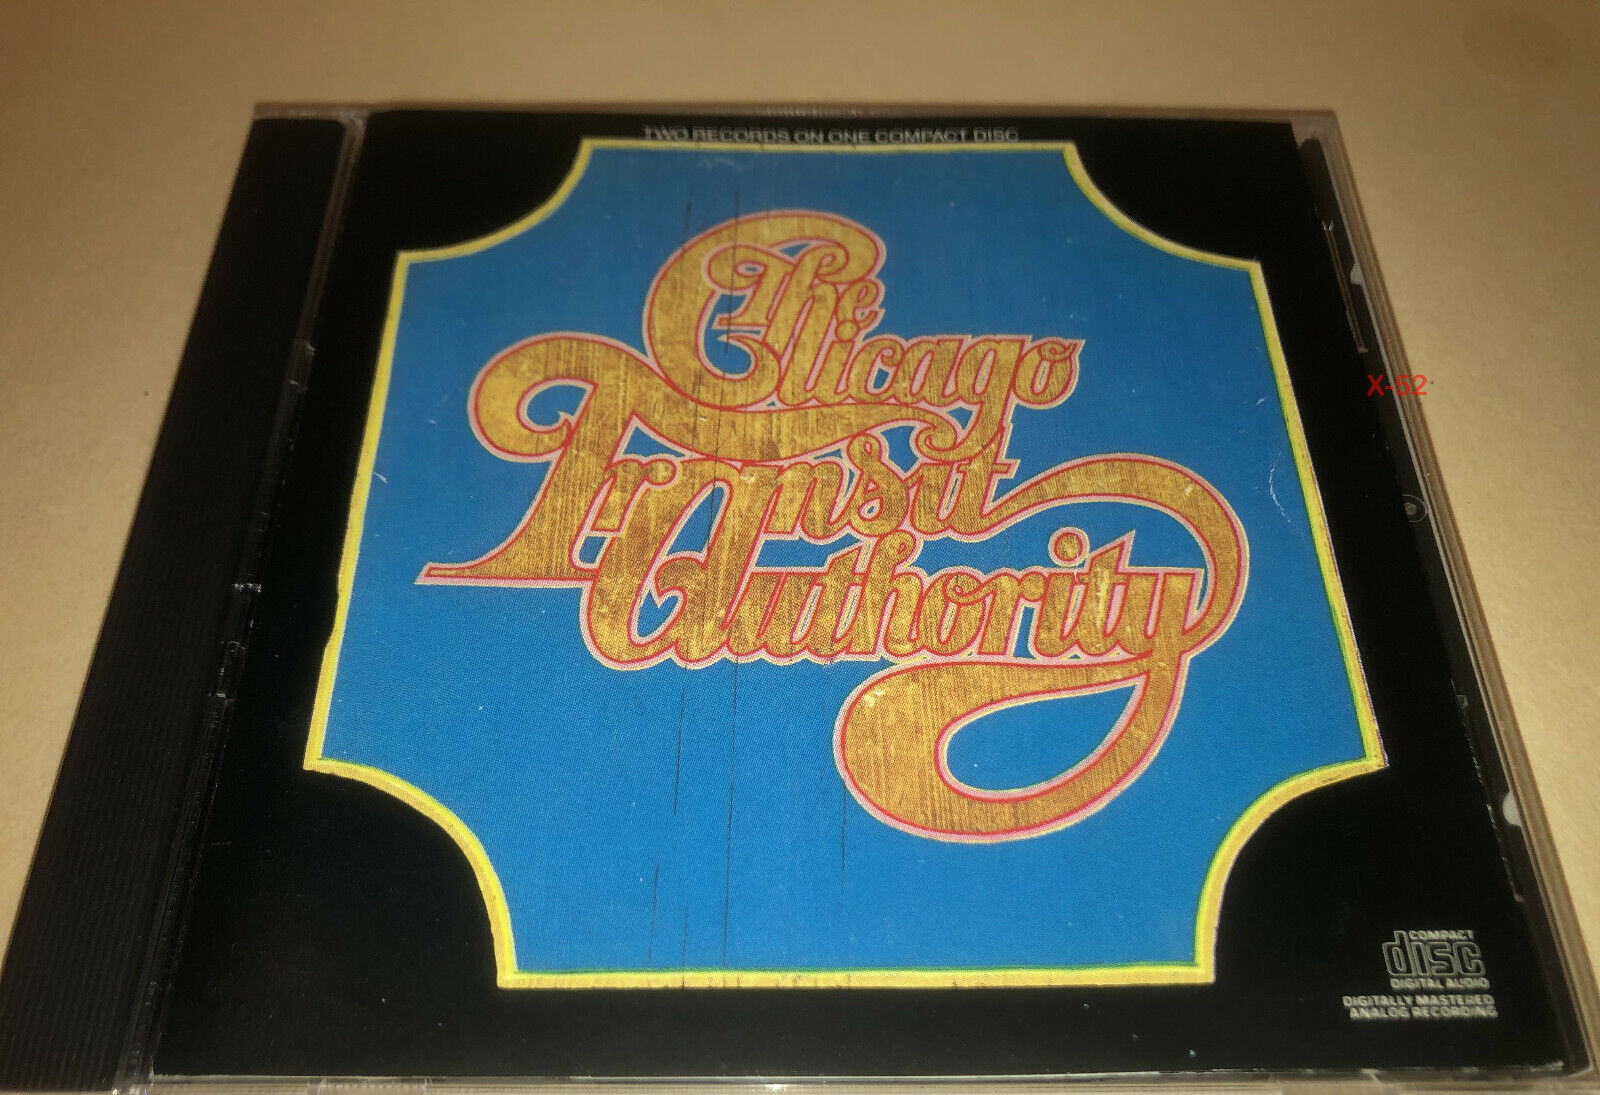 TWO RECORDS ON ONE COMPACT DISC
The
Chicago
Transit
Authority
X-52
COMPACT
disc
DIGITAL AUDIO
DIGITALLY MASTERED
ANALOG RECORDING